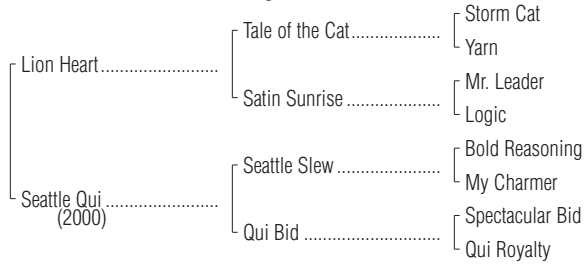 Storm Cat
Tale of the Cat....................
Yarn
Lion Heart..........................
Mr. Leader
Satin Sunrise.....................
Logic
Bold Reasoning
Seattle Slew.......................
My Charmer
Seattle Qui.........................
(2000)
Spectacular Bid
Qui Bid..............................
Qui Royalty